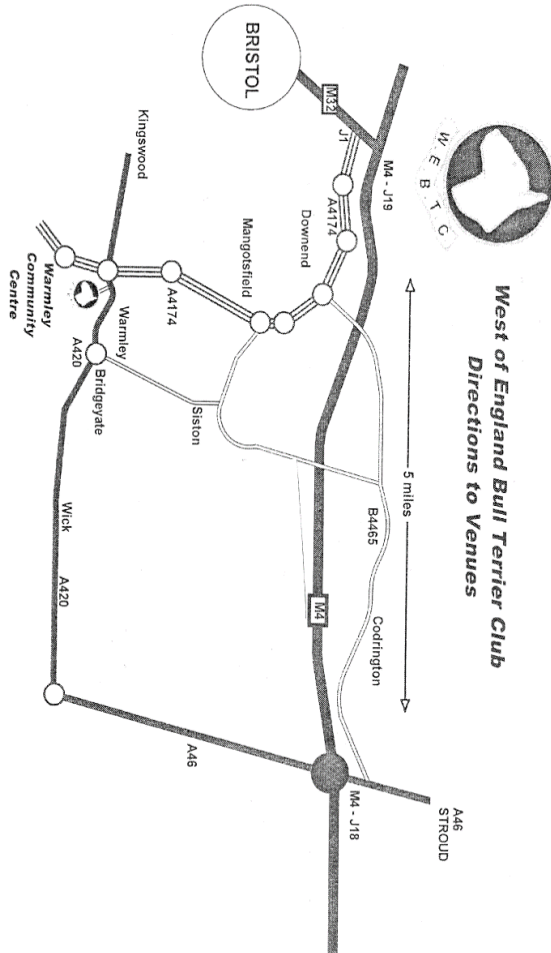 West of England Bull Terrier Club
Directions to Venues
W E B T C
5 miles
A46
STROUD
M4 - J19
M4 - J18
B4465
Codrington
M32
J1
BRISTOL
A4174
Downend
M4
Mangotsfield
A46
Siston
A4174
Kingswood
Warmley
A420
Bridgeyate
Wick
A420
Warmley
Community
Centre